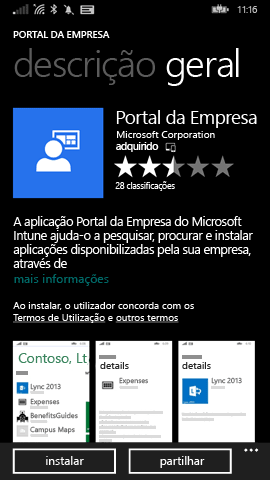 11:16
PORTAL DA EMPRESA
descrição geral
Portal da Empresa
Microsoft Corporation
adquirido
28 classificações
A aplicação Portal da Empresa do Microsoft
Intune ajuda-o a pesquisar, procurar e instalar
aplicações disponibilizadas pela sua empresa,
através de
mais informações
Ao instalar, o utilizador concorda com os
Termos de Utilização e outros termos
Contoso, Lt
Lync 2013
Expenses
BenefitsGuides
Campus Maps
details
Expenses
details
Lync 2013
instalar
partilhar